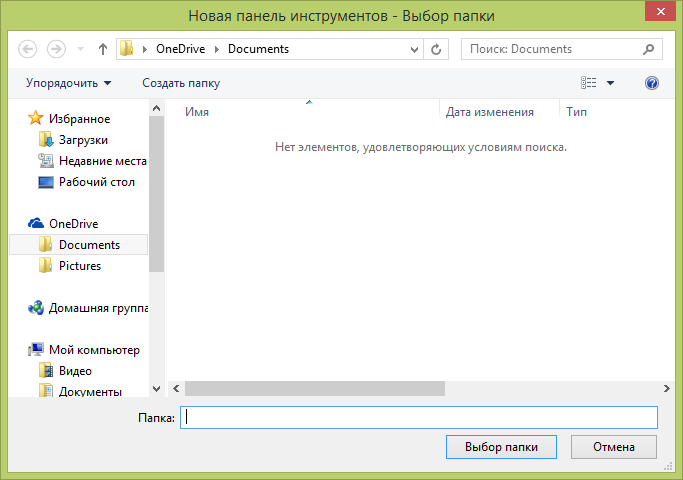 Новая панель инструментов - Выбор папки
OneDrive Documents
Поиск: Documents
Упорядочить Создать папку
Избранное
Загрузки
Недавние места
Рабочий стол
OneDrive
Documents
Pictures
Домашняя группа
Мой компьютер
Видео
Документы
Имя Дата изменения Тип
Нет элементов, удовлетворяющих условиям поиска.
Папка:
Выбор папки Отмена